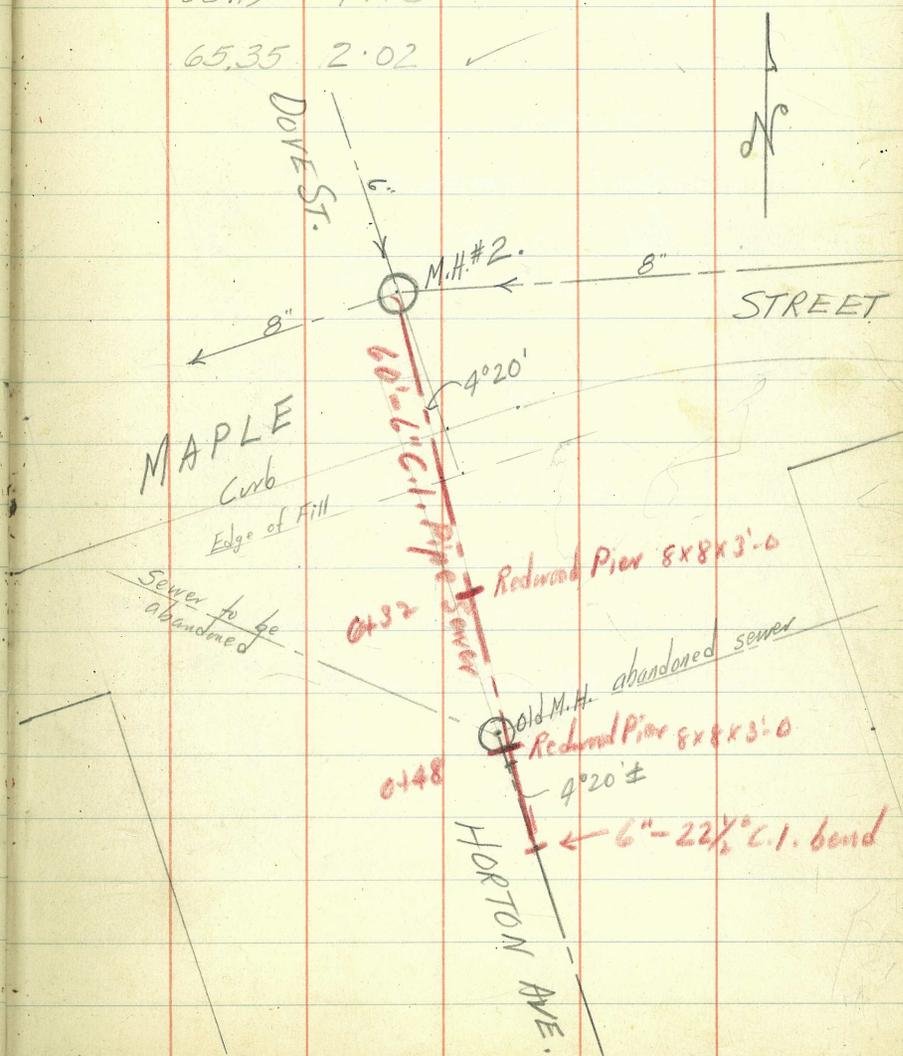 65.35 2.02
N
DOVE ST.
6"
M.H.#2.
8"
STREET
8"
4°20'
60'-6" C.I. Pipe Sewer
MAPLE
Curb
Edge of Fill
Redwood Pier 8x8x3'-0
Sewer to be
abandoned
0+32
Old M.H. abandoned sewer
Redwood Pier 8x8x3'-0
0+48
4°20'±
6"-22½° C.I. bend
HORTON AVE.